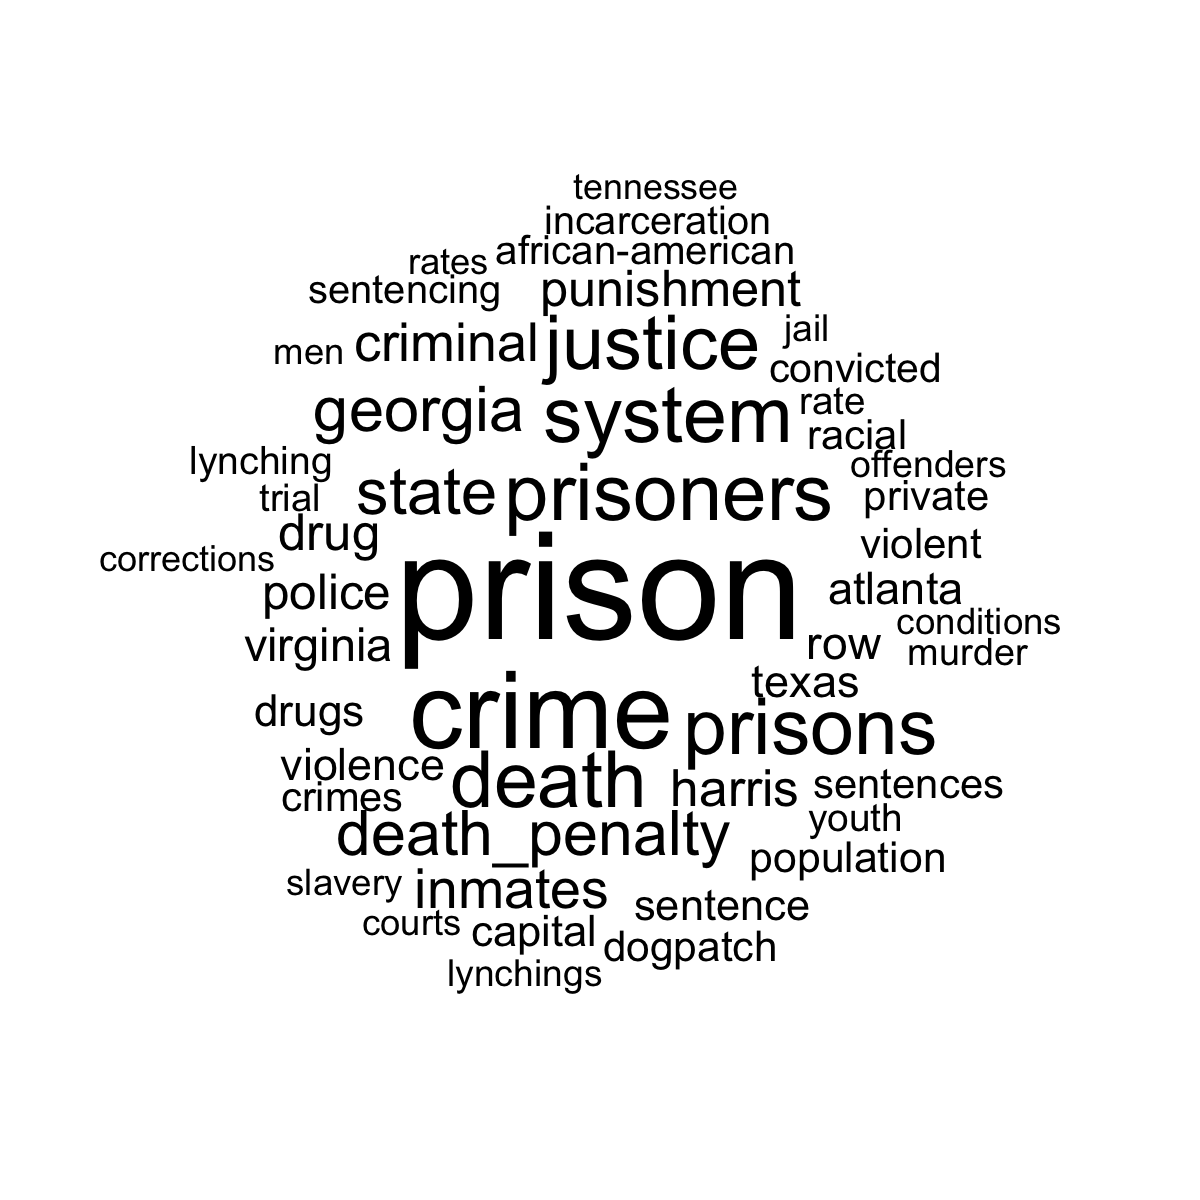 tennessee
incarceration
rates african-american
sentencing punishment
men criminal justice jail
convicted
georgia system rate
racial
lynching offenders
trial state prisoners private
drug
corrections violent
police prison atlanta
conditions
virginia row murder
texas
drugs crime prisons
violence death harris sentences
crimes youth
death_penalty population
slavery inmates sentence
courts capital dogpatch
lynchings